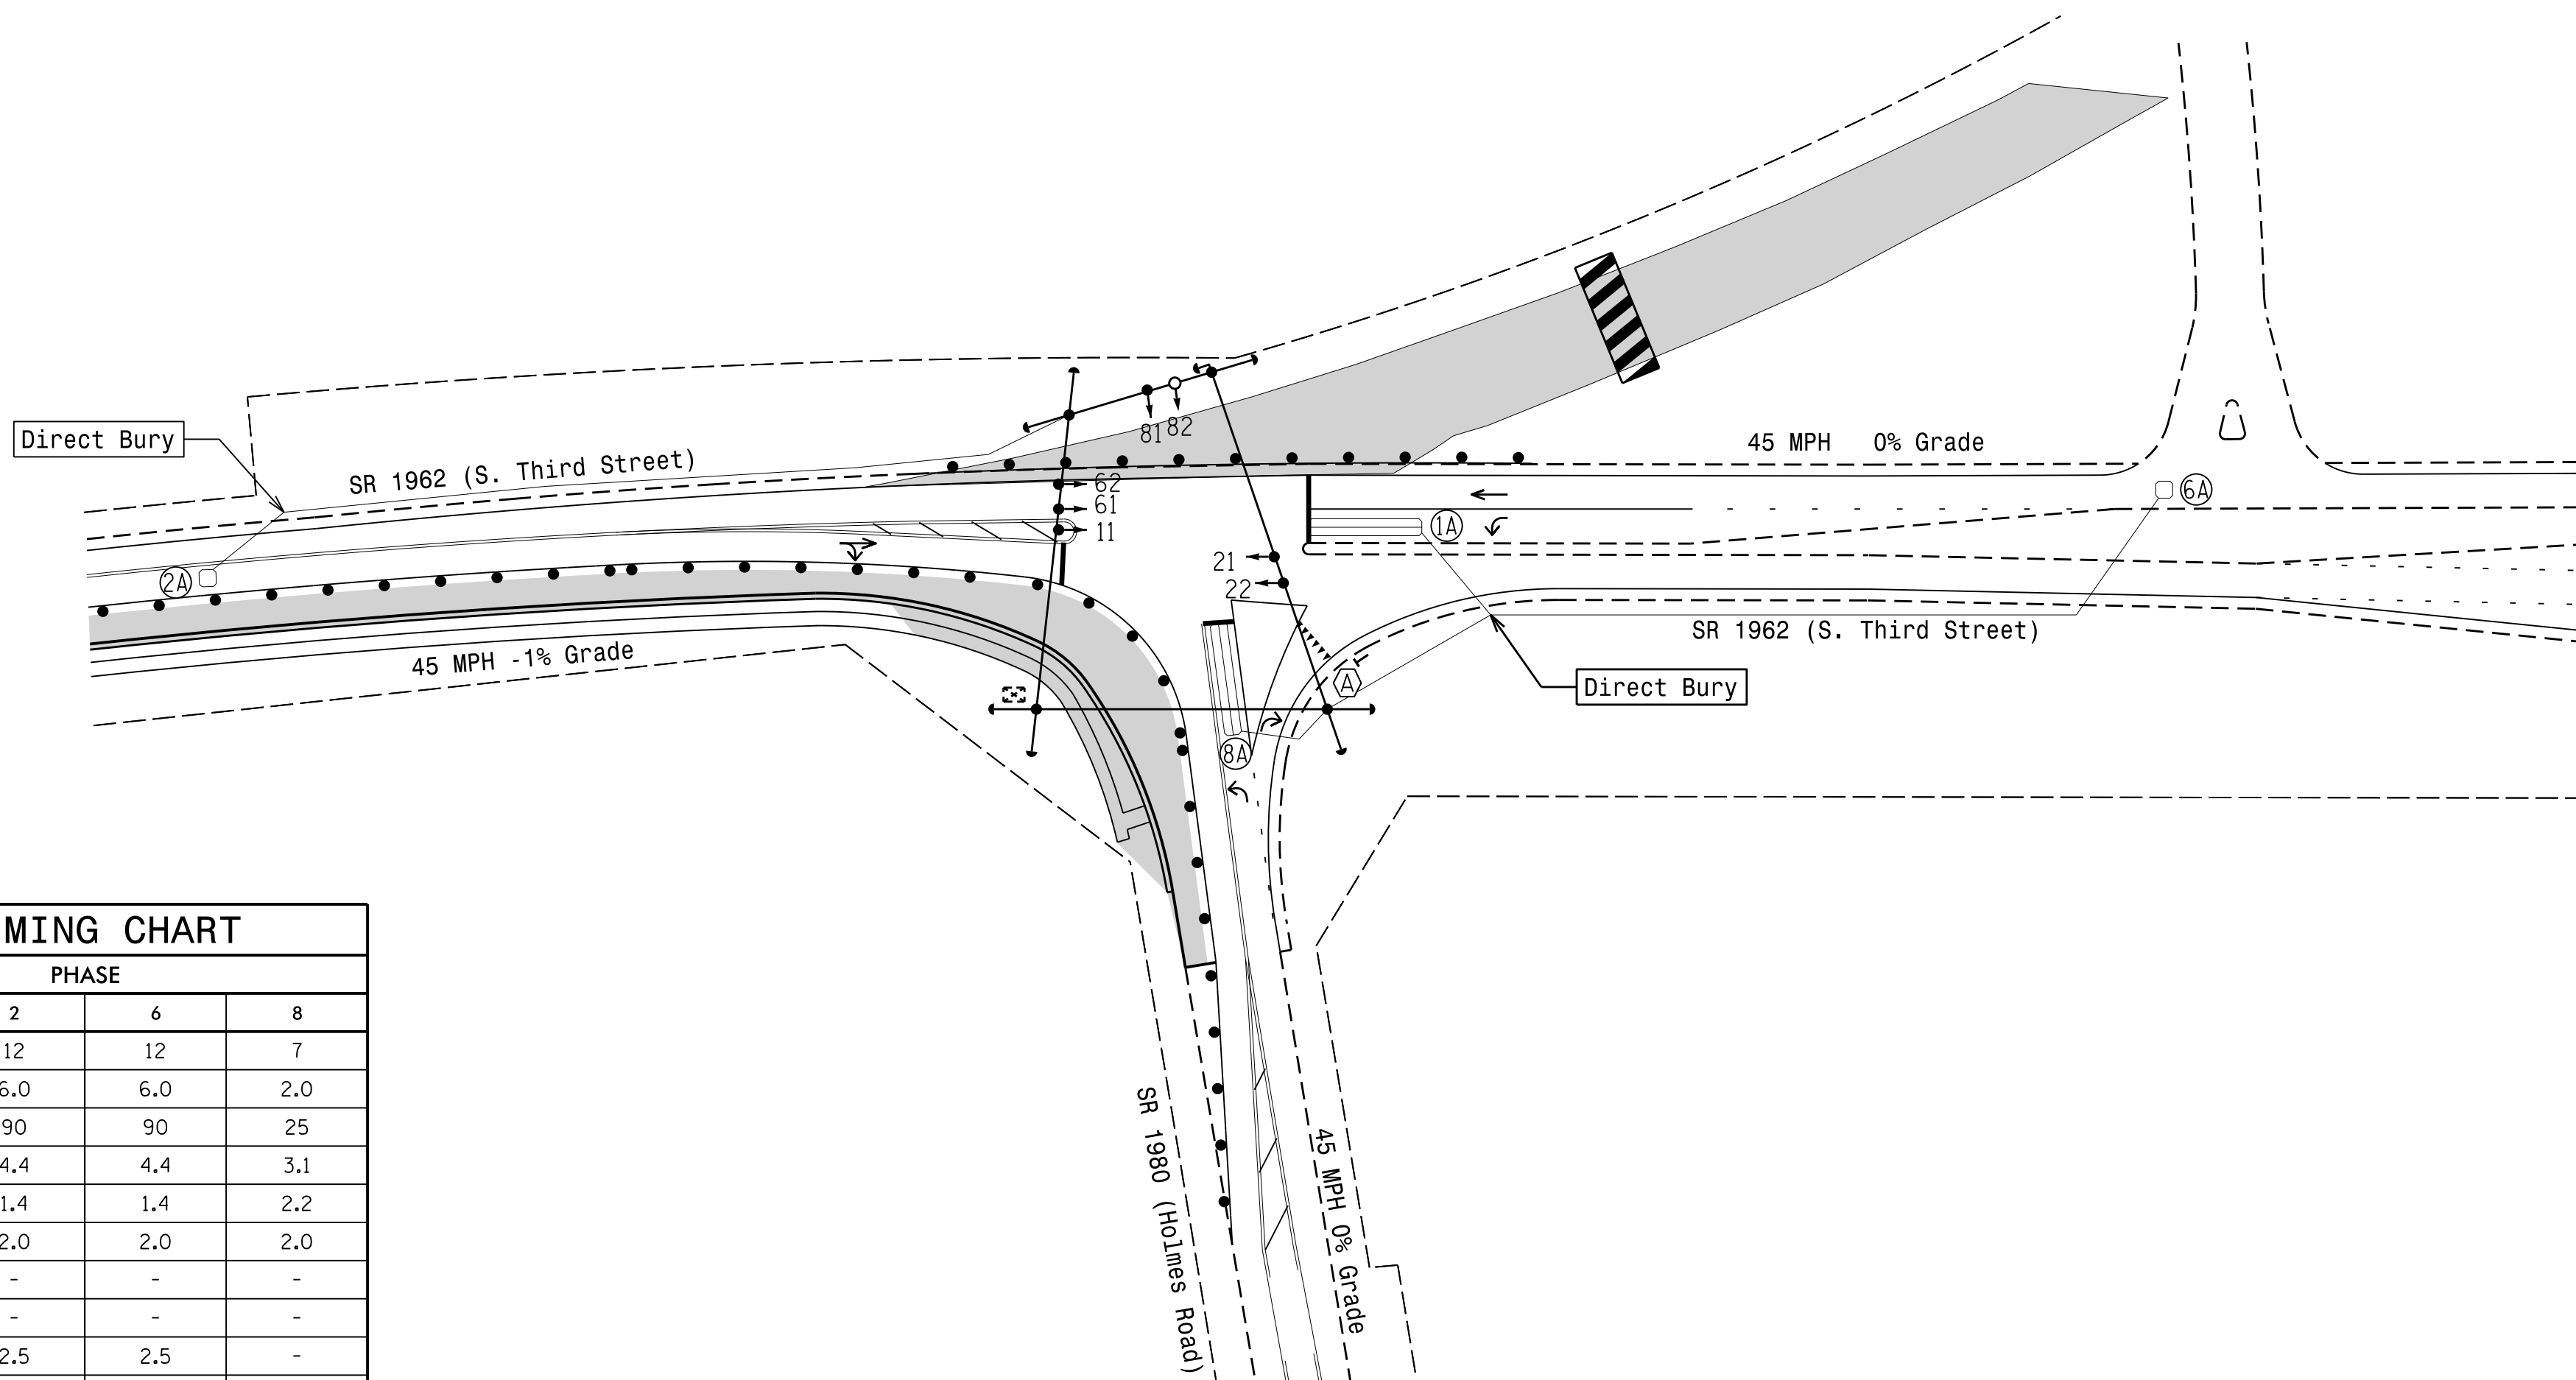 45 MPH 0% Grade
Direct Bury
81
82
SR 1962 (S. Third Street)
62
61
11
6A
1A
2A
21
22
SR 1962 (S. Third Street)
45 MPH -1% Grade
A
Direct Bury
8A
MING CHART
PHASE
2 6 8
12 12 7
6.0 6.0 2.0
90 90 25
4.4 4.4 3.1
1.4 1.4 2.2
2.0 2.0 2.0
- - -
- - -
2.5 2.5 -
SR 1980 (Holmes Road)
45 MPH 0% Grade